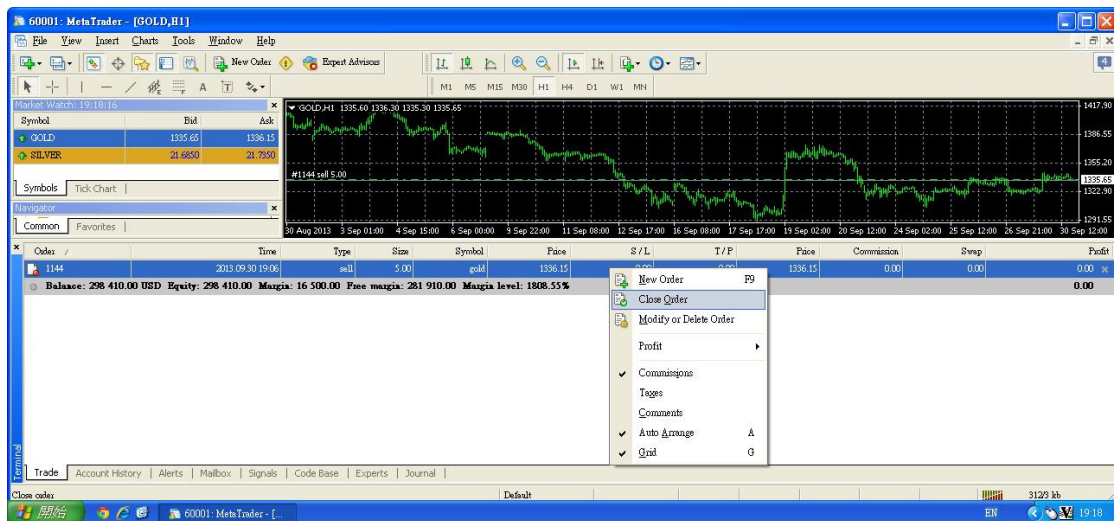 60001: MetaTrader - [GOLD,H1]
File View Insert Charts Tools Window Help
New Order Expert Advisors
A T
M1 M5 M15 M30 H1 H4 D1 W1 MN
Market Watch: 19:18:16
Symbol Bid Ask
GOLD 1335.65 1336.15
SILVER 21.6850 21.7350
Symbols Tick Chart
Navigator
Common Favorites
GOLD,H1 1335.60 1336.30 1335.30 1335.65
#1144 sell 5.00
1417.90
1386.55
1355.20
1335.65
1322.90
1291.55
30 Aug 2013 3 Sep 01:00 4 Sep 15:00 6 Sep 00:00 9 Sep 22:00 11 Sep 08:00 12 Sep 17:00 16 Sep 08:00 17 Sep 17:00 19 Sep 02:00 20 Sep 12:00 24 Sep 02:00 25 Sep 12:00 26 Sep 21:00 30 Sep 12:00
Order / Time Type Size Symbol Price S / L T / P Price Commission Swap Profit
1144 2013.09.30 19:06 sell 5.00 gold 1336.15 0.00 0.00 1336.15 0.00 0.00 0.00
Balance: 298 410.00 USD Equity: 298 410.00 Margin: 16 500.00 Free margin: 281 910.00 Margin level: 1808.55% 0.00
New Order F9
Close Order
Modify or Delete Order
Profit
Commissions
Taxes
Comments
Auto Arrange A
Grid G
Terminal
Trade Account History Alerts Mailbox Signals Code Base Experts Journal
Close order Default 312/3 kb
開始 60001: MetaTrader - [... EN 19:18